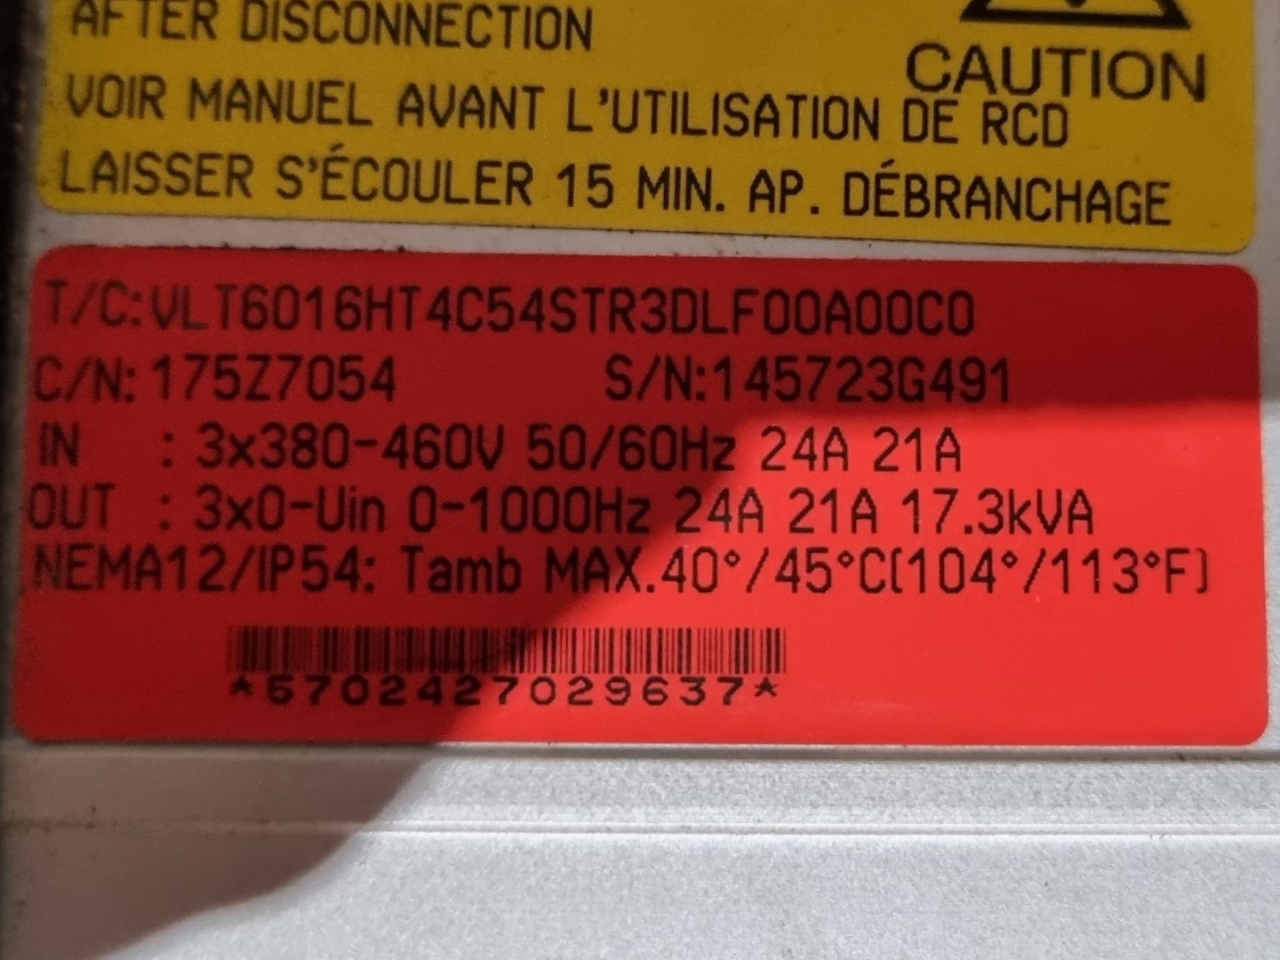 AFTER DISCONNECTION
CAUTION
VOIR MANUEL AVANT L'UTILISATION DE RCD
LAISSER S'ÉCOULER 15 MIN. AP. DÉBRANCHAGE
T/C:VLT6016HT4C54STR3DLF00A00C0
C/N: 175Z7054 S/N:145723G491
IN : 3x380-460V 50/60Hz 24A 21A
OUT : 3x0-Uin 0-1000Hz 24A 21A 17.3kVA
NEMA12/IP54: Tamb MAX.40°/45°C(104°/113°F)
*5702427029637*